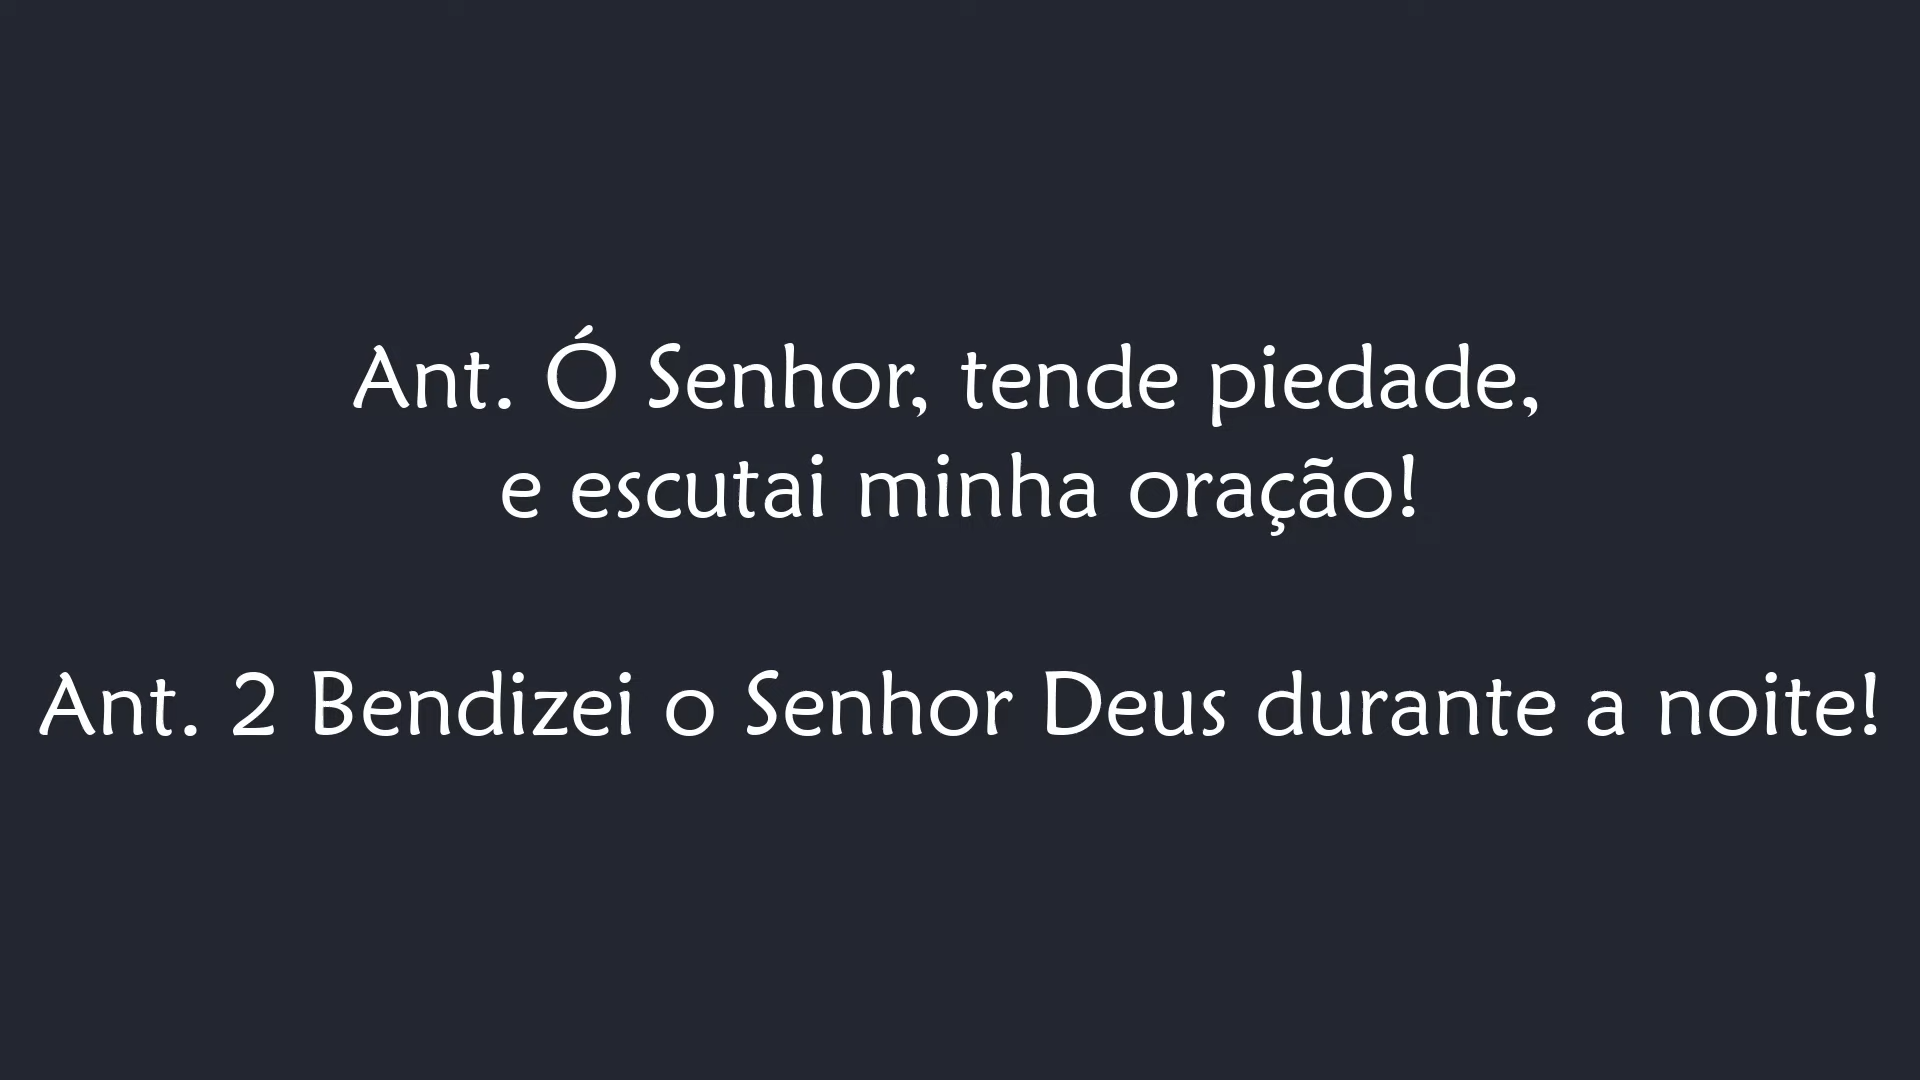 Ant. Ó Senhor, tende piedade,
e escutai minha oração!
Ant. 2 Bendizei o Senhor Deus durante a noite!